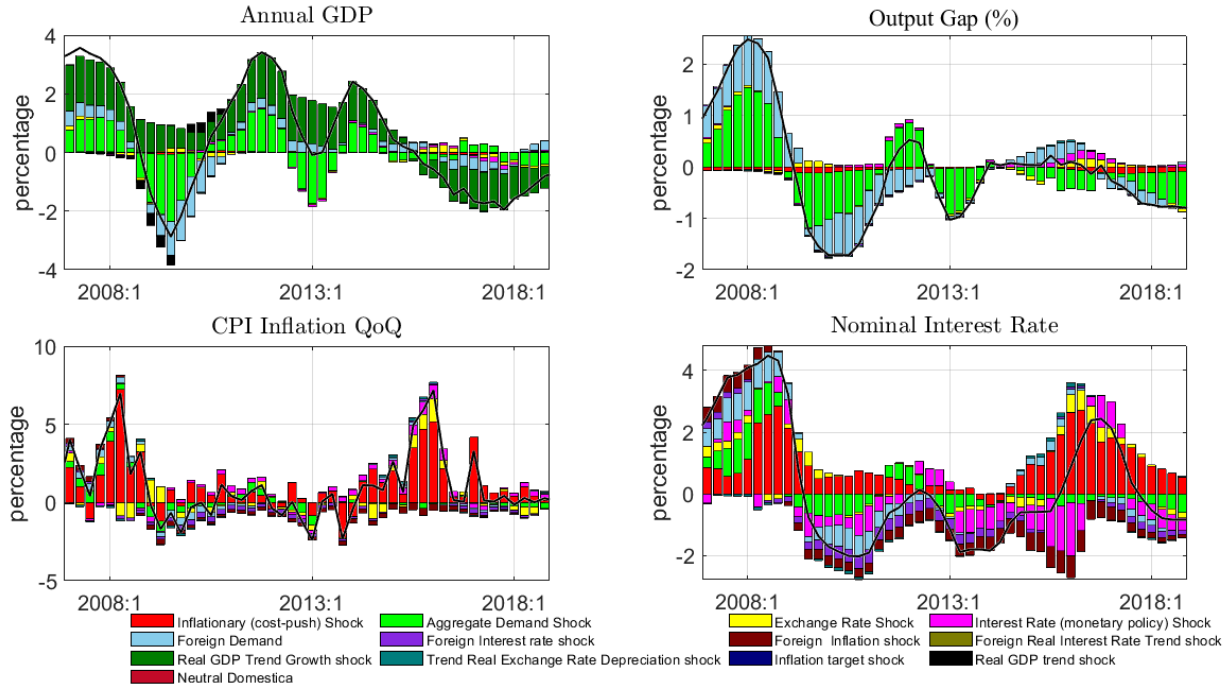 Annual GDP
percentage
4
2
0
-2
-4
2008:1 2013:1 2018:1
Output Gap (%)
percentage
2
1
0
-1
-2
2008:1 2013:1 2018:1
CPI Inflation QoQ
percentage
10
5
0
-5
2008:1 2013:1 2018:1
Nominal Interest Rate
percentage
4
2
0
-2
2008:1 2013:1 2018:1
Inflationary (cost-push) Shock
Aggregate Demand Shock
Exchange Rate Shock
Interest Rate (monetary policy) Shock
Foreign Demand
Foreign Interest rate shock
Foreign Inflation shock
Foreign Real Interest Rate Trend shock
Real GDP Trend Growth shock
Trend Real Exchange Rate Depreciation shock
Inflation target shock
Real GDP trend shock
Neutral Domestica